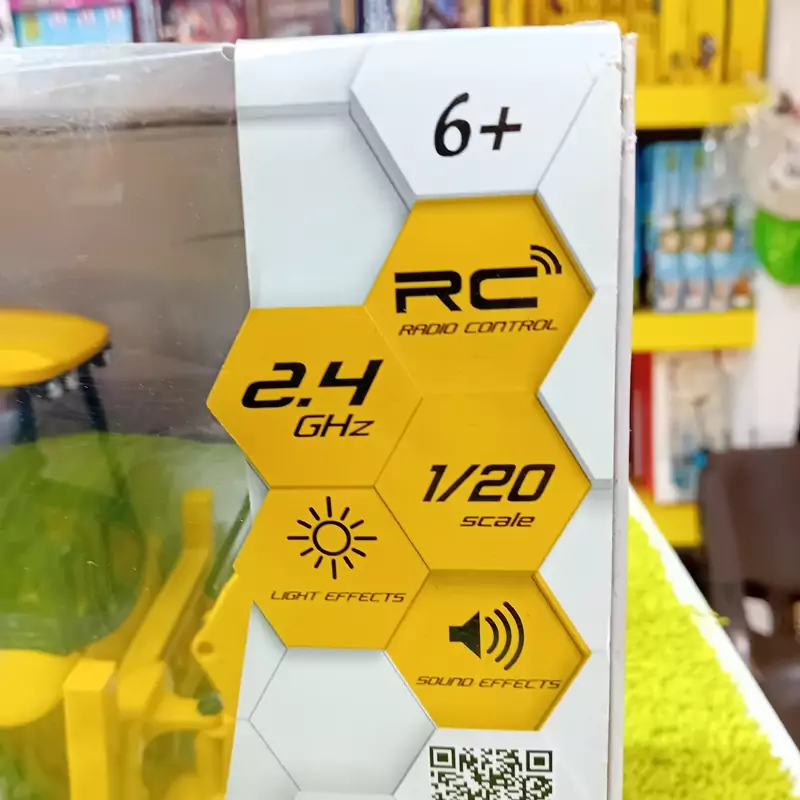 6+
RC
RADIO CONTROL
2.4
GHz
1/20
scale
LIGHT EFFECTS
SOUND EFFECTS